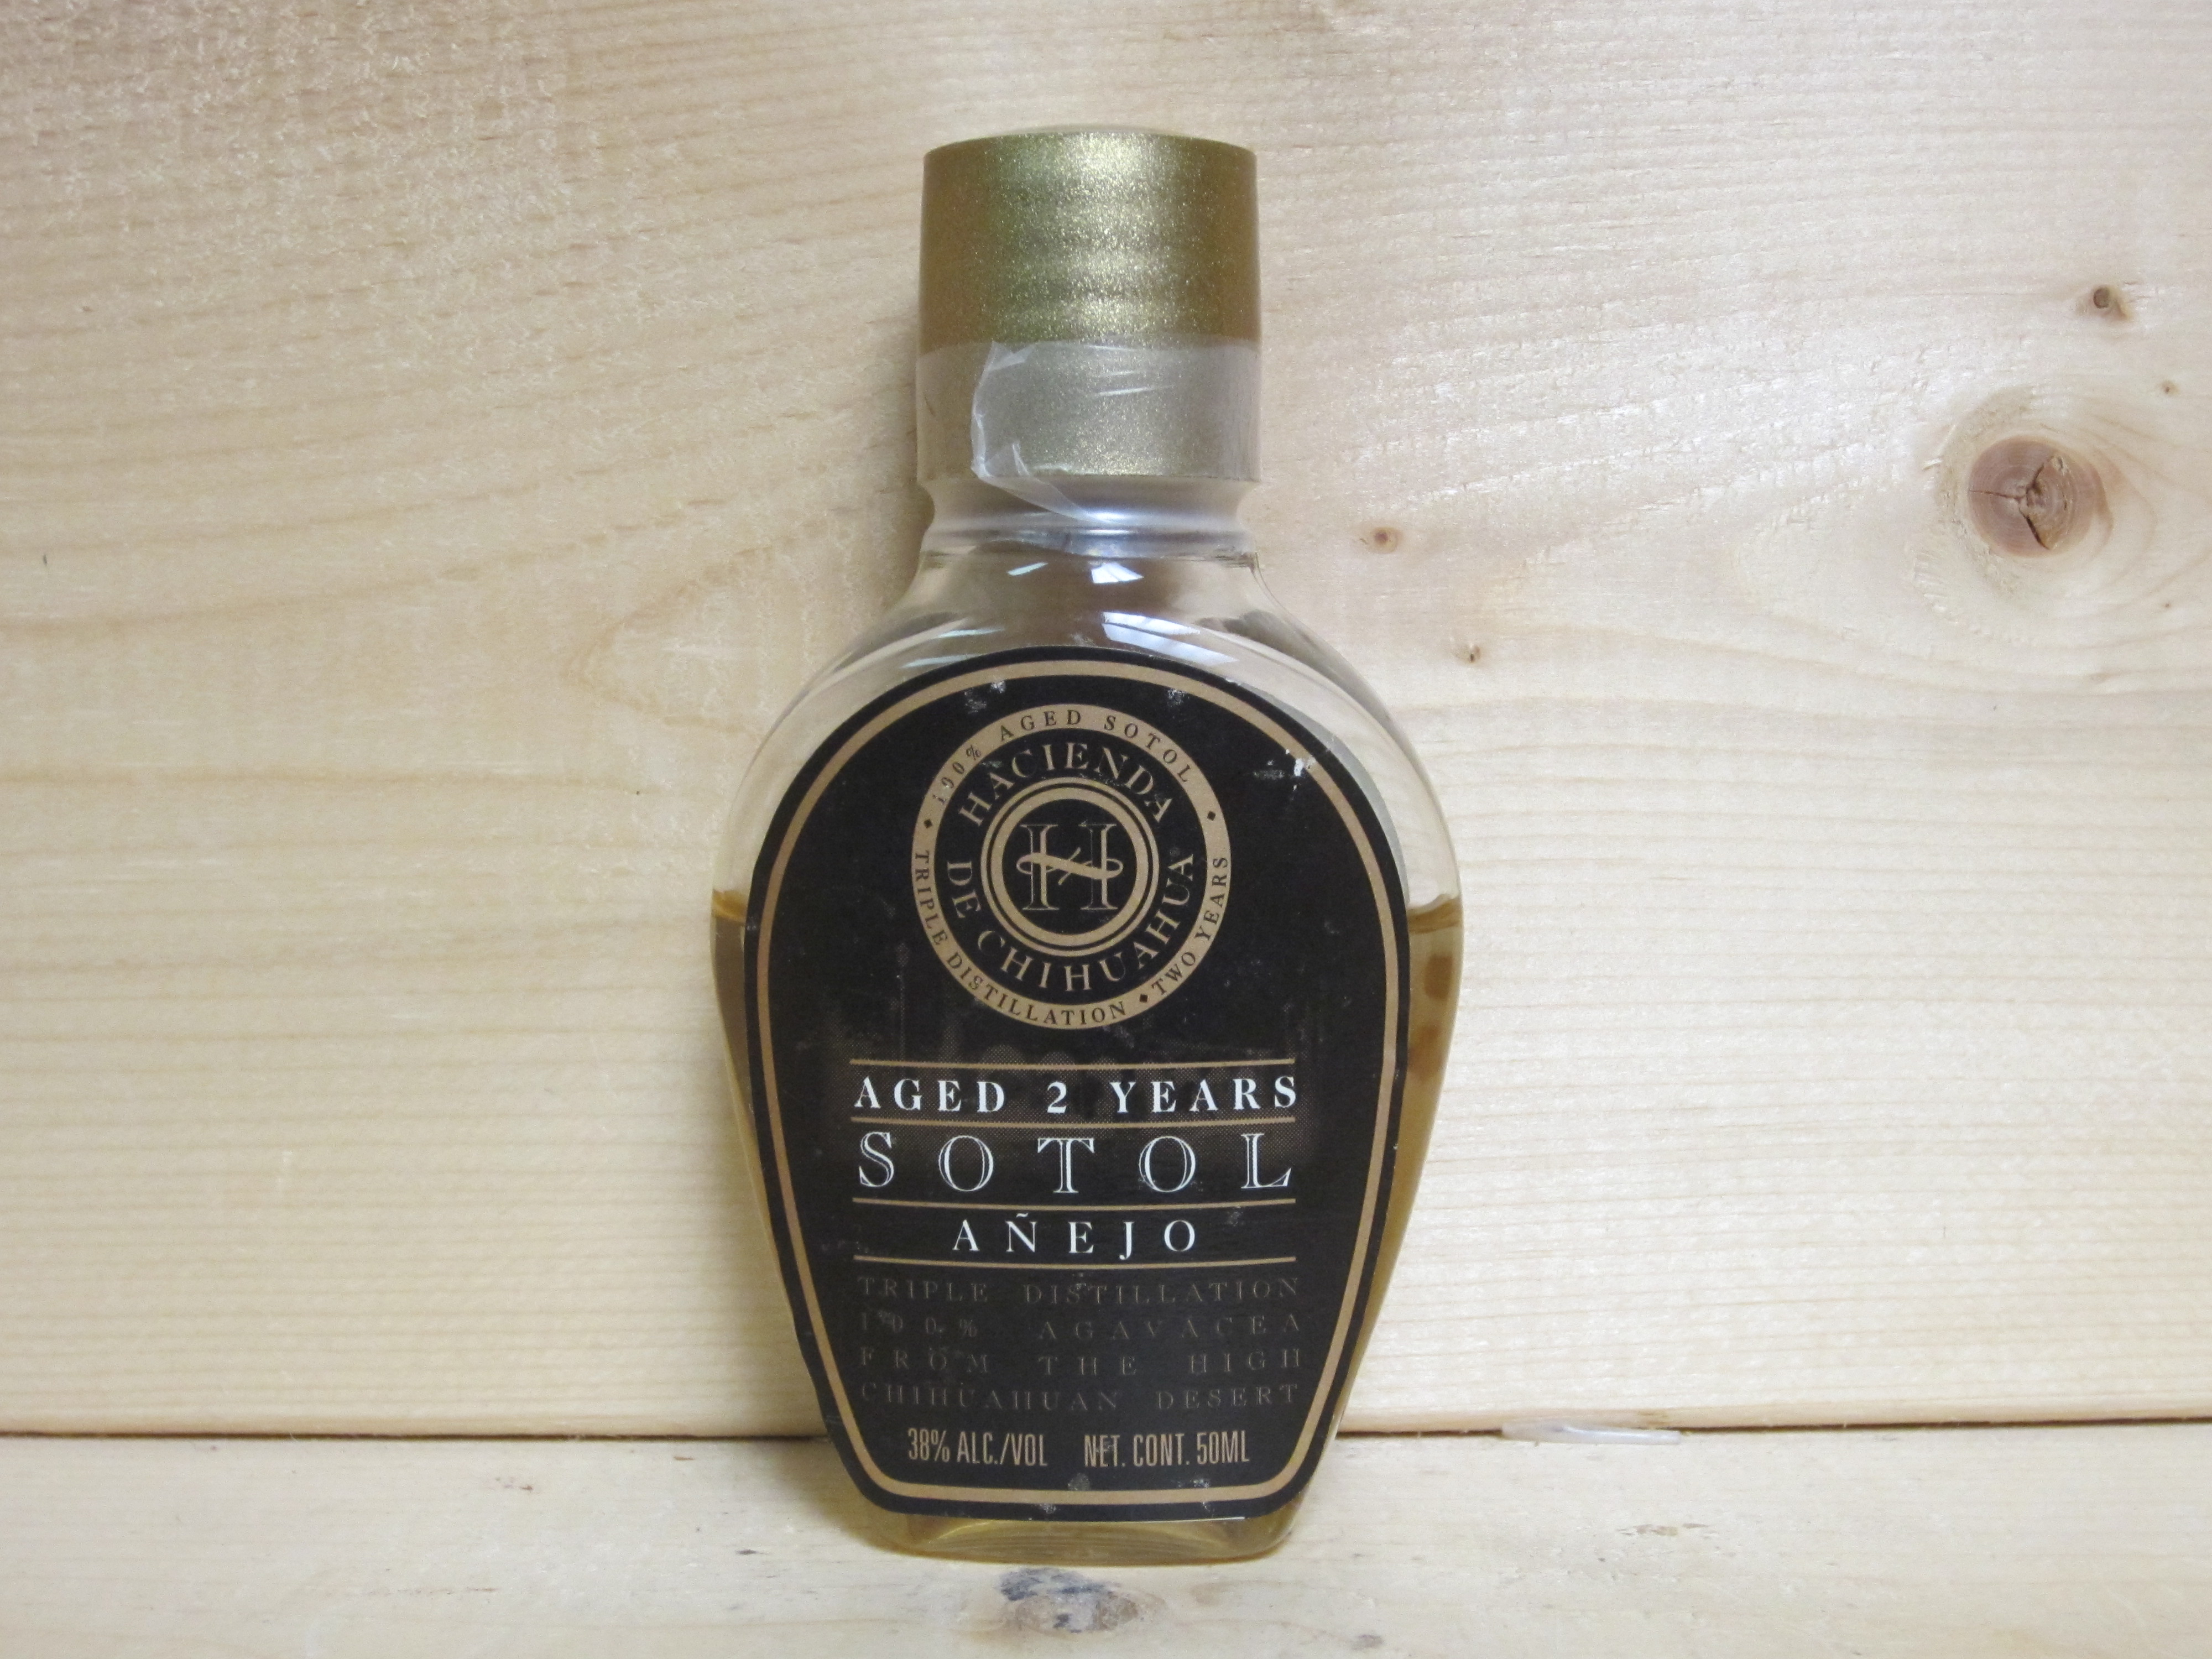 100% AGED SOTOL
HACIENDA
H
DE CHIHUAHUA
TRIPLE DISTILLATION • TWO YEARS
AGED 2 YEARS
SOTOL
AÑEJO
TRIPLE DISTILLATION
100% AGAVACEA
FROM THE HIGH
CHIHUAHUAN DESERT
38% ALC./VOL NET. CONT. 50ML